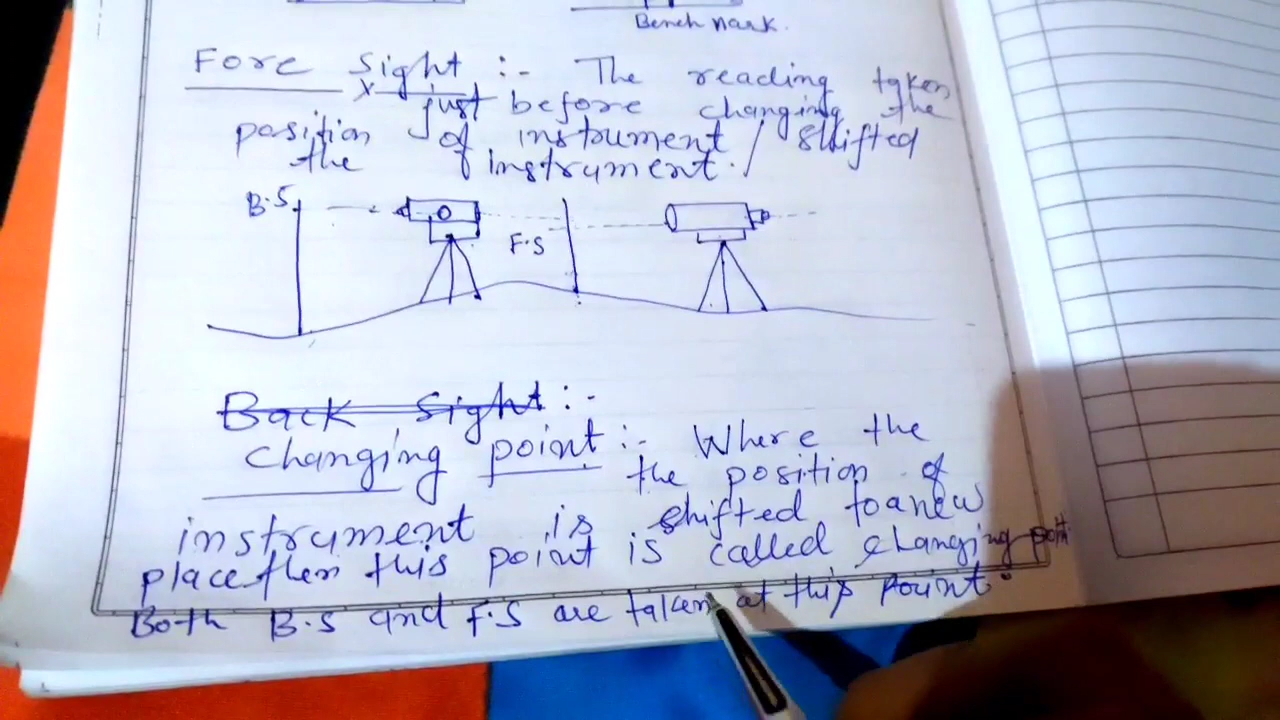 Bench Mark.
Fore Sight :- The reading taken
just before changing the
position of instrument / shifted
the of instrument.
B.S
F.S
Back Sight :-
changing point :- Where the
the position of
instrument is shifted to a new
place then this point is called changing point
Both B.S and F.S are taken at this point.